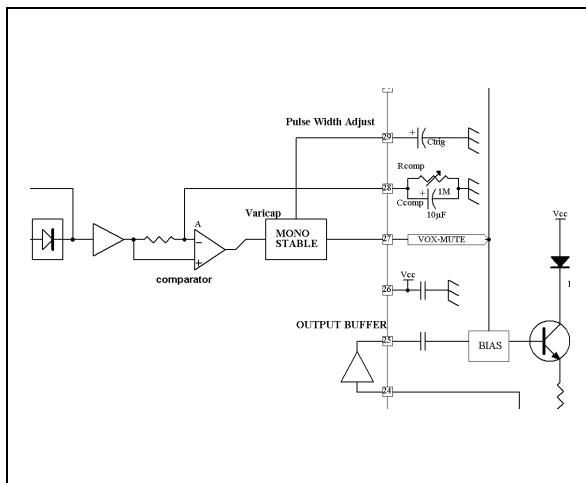 Pulse Width Adjust
29
+
Ctrig
Rcomp
28
+
1M
Ccomp
10µF
A
Varicap
MONO
STABLE
27
VOX-MUTE
Vcc
−
+
comparator
Vcc
26
OUTPUT BUFFER
25
BIAS
24